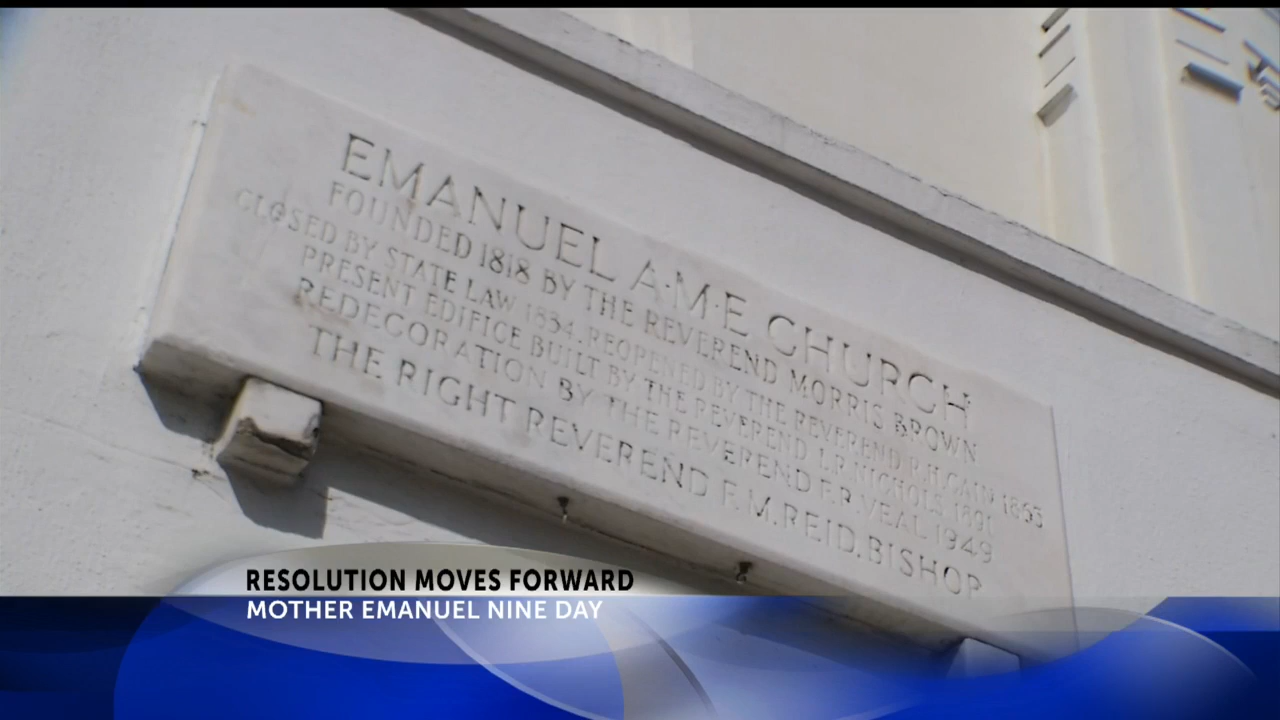 EMANUEL A·M·E CHURCH
FOUNDED 1818 BY THE REVEREND MORRIS BROWN
CLOSED BY STATE LAW 1834. REOPENED BY THE REVEREND R.H. CAIN 1865
PRESENT EDIFICE BUILT BY THE REVEREND L.R. NICHOLS 1891
REDECORATION BY THE REVEREND F.R. VEAL 1949
THE RIGHT REVEREND F.M. REID. BISHOP
RESOLUTION MOVES FORWARD
MOTHER EMANUEL NINE DAY